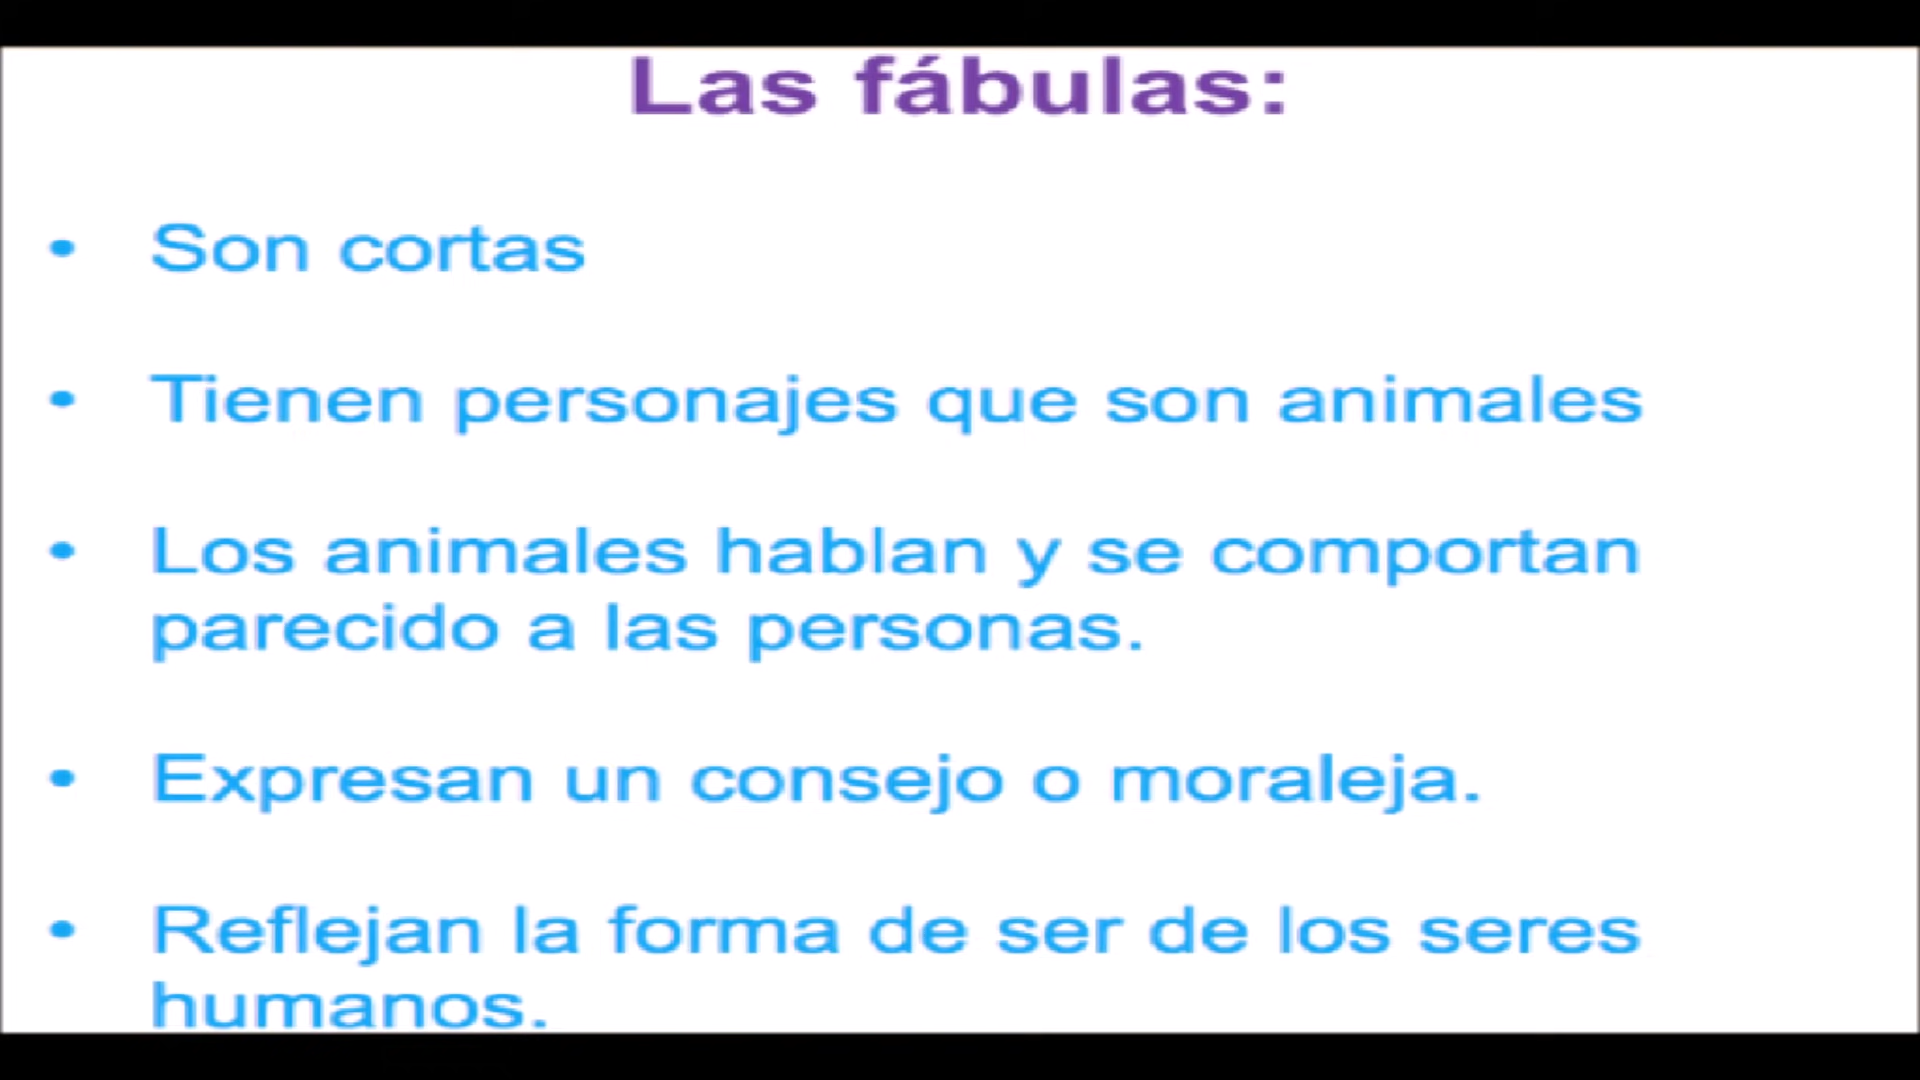 Las fábulas:
• Son cortas
• Tienen personajes que son animales
• Los animales hablan y se comportan
parecido a las personas.
• Expresan un consejo o moraleja.
• Reflejan la forma de ser de los seres
humanos.